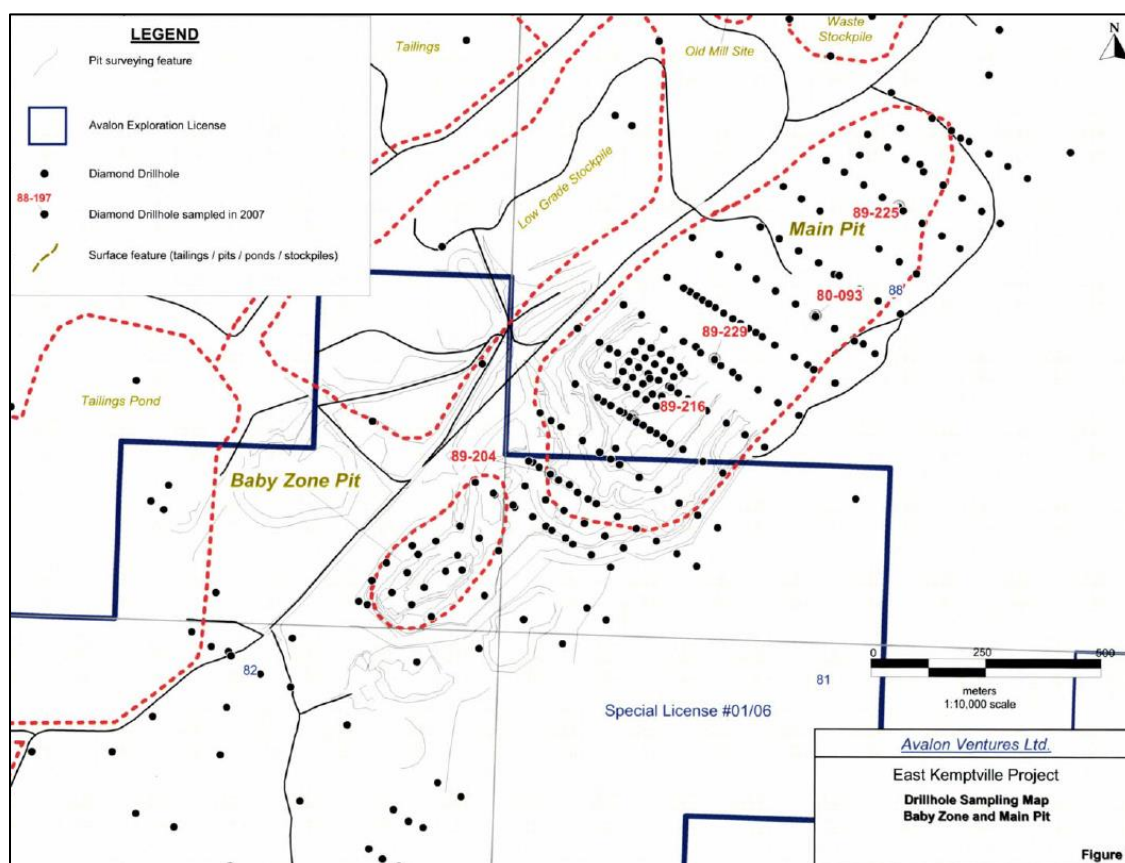 LEGEND
Pit surveying feature
Avalon Exploration License
Diamond Drillhole
88-197
Diamond Drillhole sampled in 2007
Surface feature (tailings / pits / ponds / stockpiles)
Tailings
Old Mill Site
Waste
Stockpile
N
Low Grade Stockpile
Main Pit
89-225
80-093
88
89-229
89-216
89-204
Tailings Pond
Baby Zone Pit
82
81
Special License #01/06
0 250 500
meters
1:10,000 scale
Avalon Ventures Ltd.
East Kemptville Project
Drillhole Sampling Map
Baby Zone and Main Pit
Figure